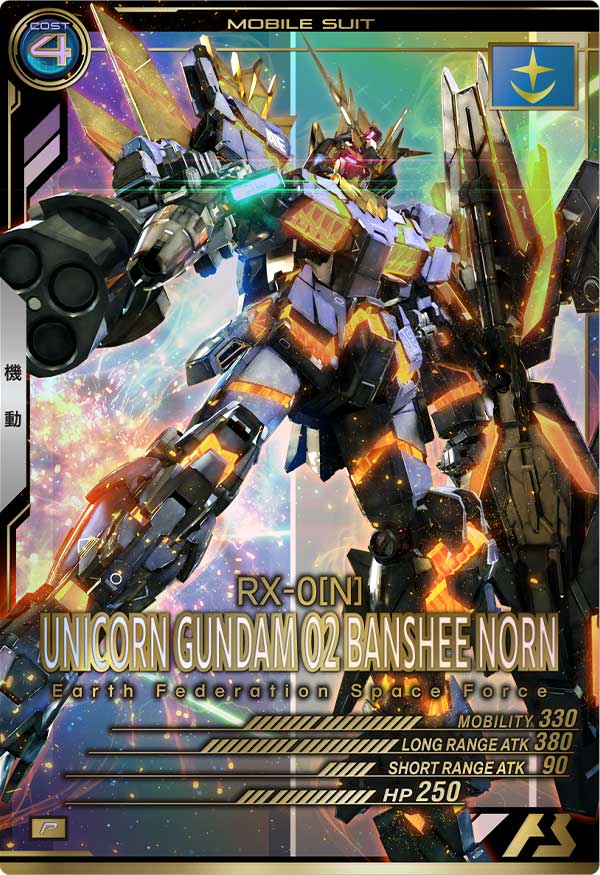 COST
4
MOBILE SUIT
機動
RX-0[N]
UNICORN GUNDAM 02 BANSHEE NORN
Earth Federation Space Force
MOBILITY 330
LONG RANGE ATK 380
SHORT RANGE ATK 90
HP 250
P
AB